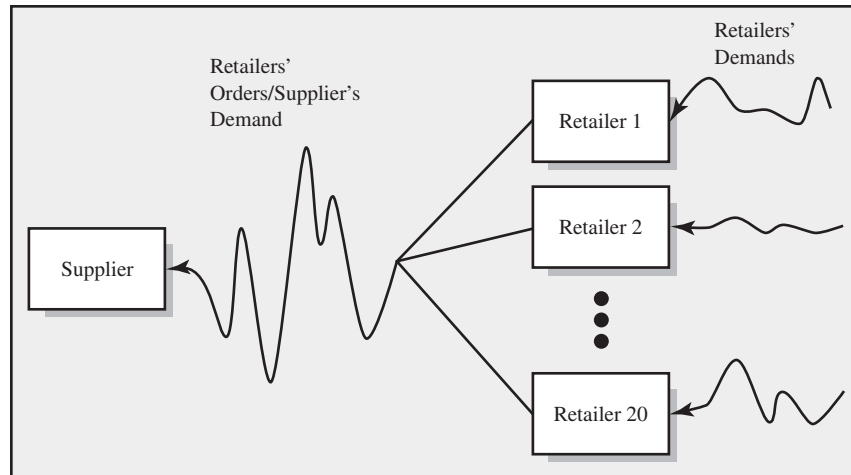 Retailers’
Orders/Supplier’s
Demand
Retailers’
Demands
Supplier
Retailer 1
Retailer 2
Retailer 20